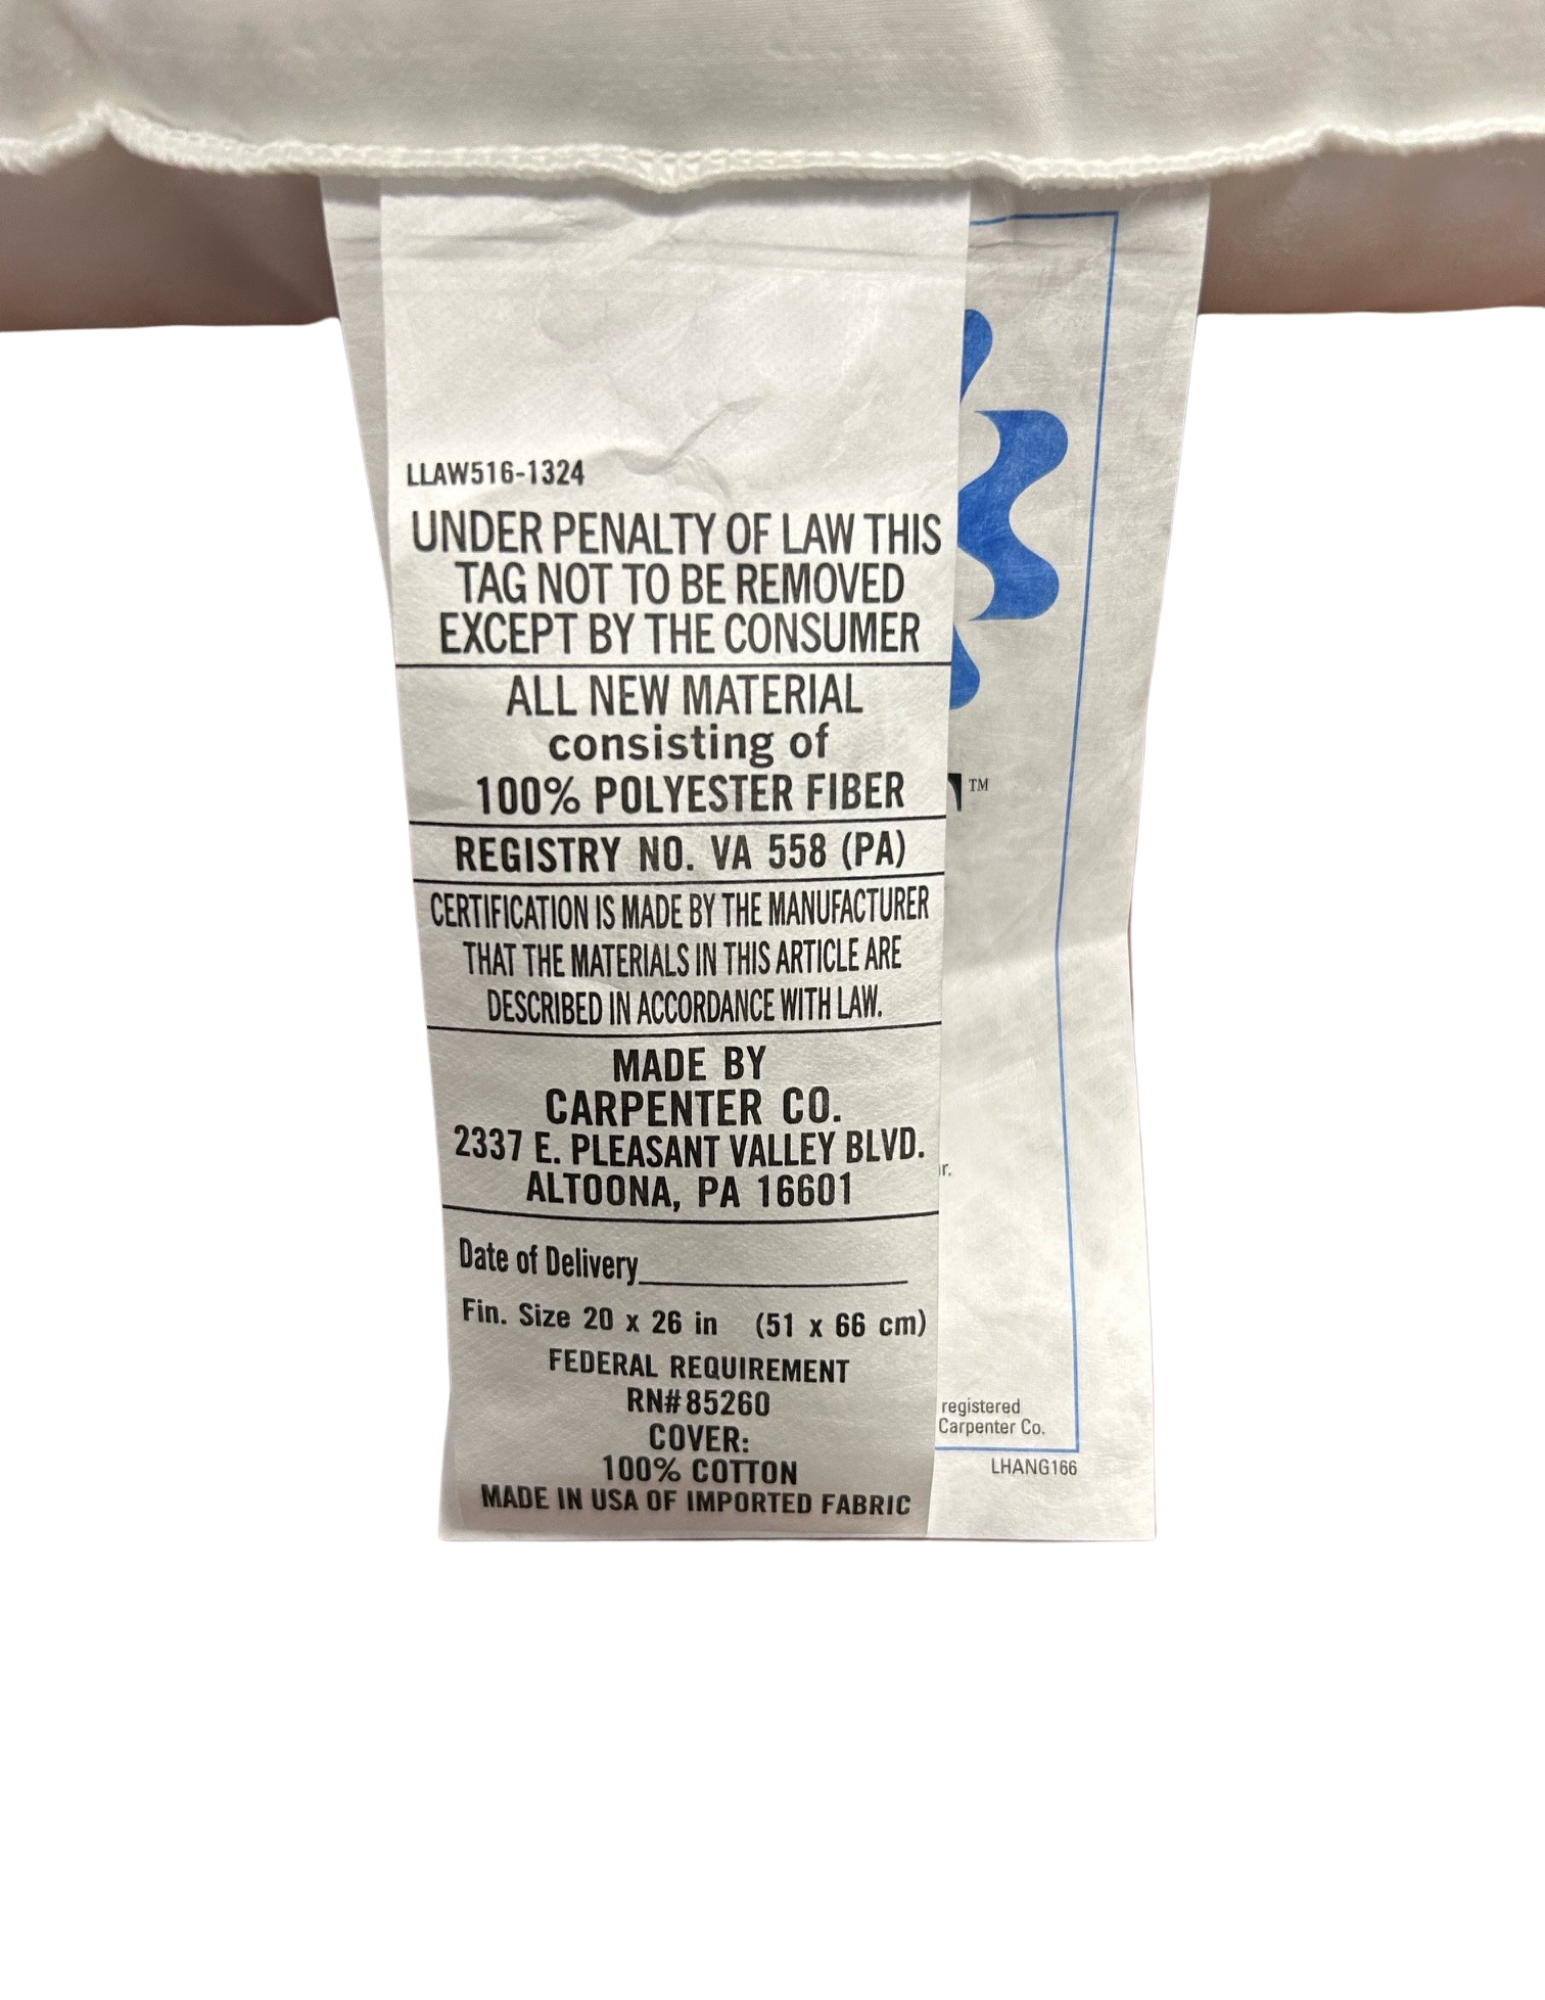 LLAW516-1324
UNDER PENALTY OF LAW THIS
TAG NOT TO BE REMOVED
EXCEPT BY THE CONSUMER
ALL NEW MATERIAL
consisting of
100% POLYESTER FIBER
REGISTRY NO. VA 558 (PA)
CERTIFICATION IS MADE BY THE MANUFACTURER
THAT THE MATERIALS IN THIS ARTICLE ARE
DESCRIBED IN ACCORDANCE WITH LAW.
MADE BY
CARPENTER CO.
2337 E. PLEASANT VALLEY BLVD.
ALTOONA, PA 16601
Date of Delivery
Fin. Size 20 x 26 in (51 x 66 cm)
FEDERAL REQUIREMENT
RN#85260
COVER:
100% COTTON
MADE IN USA OF IMPORTED FABRIC
TM
registered
Carpenter Co.
LHANG166